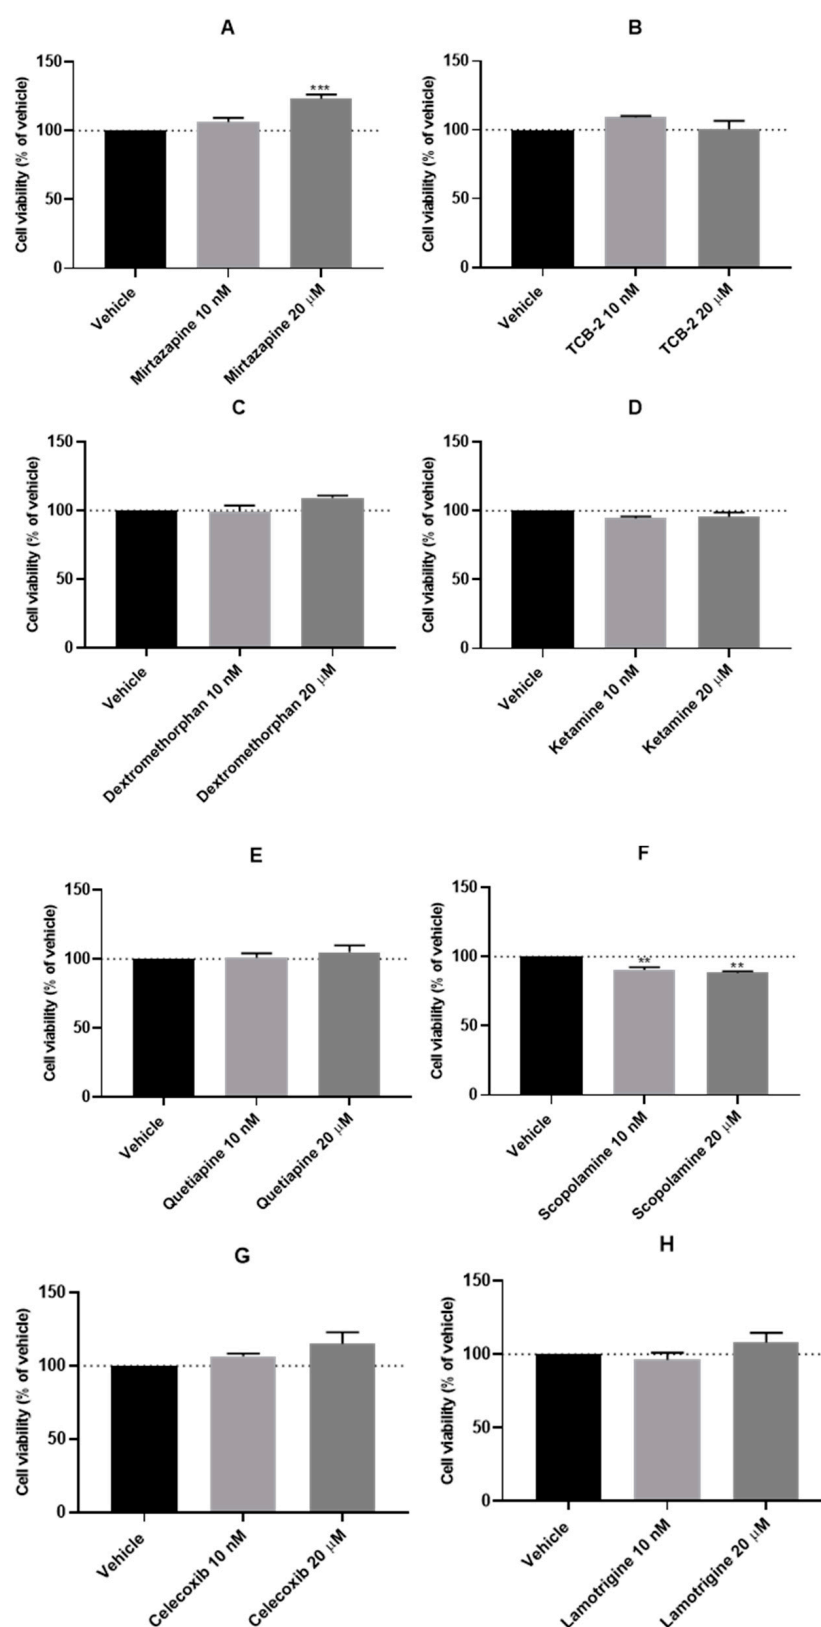 A
Cell viability (% of vehicle)
150
100
50
0
***
Vehicle
Mirtazapine 10 nM
Mirtazapine 20 μM
B
Cell viability (% of vehicle)
150
100
50
0
Vehicle
TCB-2 10 nM
TCB-2 20 μM
C
Cell viability (% of vehicle)
150
100
50
0
Vehicle
Dextromethorphan 10 nM
Dextromethorphan 20 μM
D
Cell viability (% of vehicle)
150
100
50
0
Vehicle
Ketamine 10 nM
Ketamine 20 μM
E
Cell viability (% of vehicle)
150
100
50
0
Vehicle
Quetiapine 10 nM
Quetiapine 20 μM
F
Cell viability (% of vehicle)
150
100
50
0
**
**
Vehicle
Scopolamine 10 nM
Scopolamine 20 μM
G
Cell viability (% of vehicle)
150
100
50
0
Vehicle
Celecoxib 10 nM
Celecoxib 20 μM
H
Cell viability (% of vehicle)
150
100
50
0
Vehicle
Lamotrigine 10 nM
Lamotrigine 20 μM